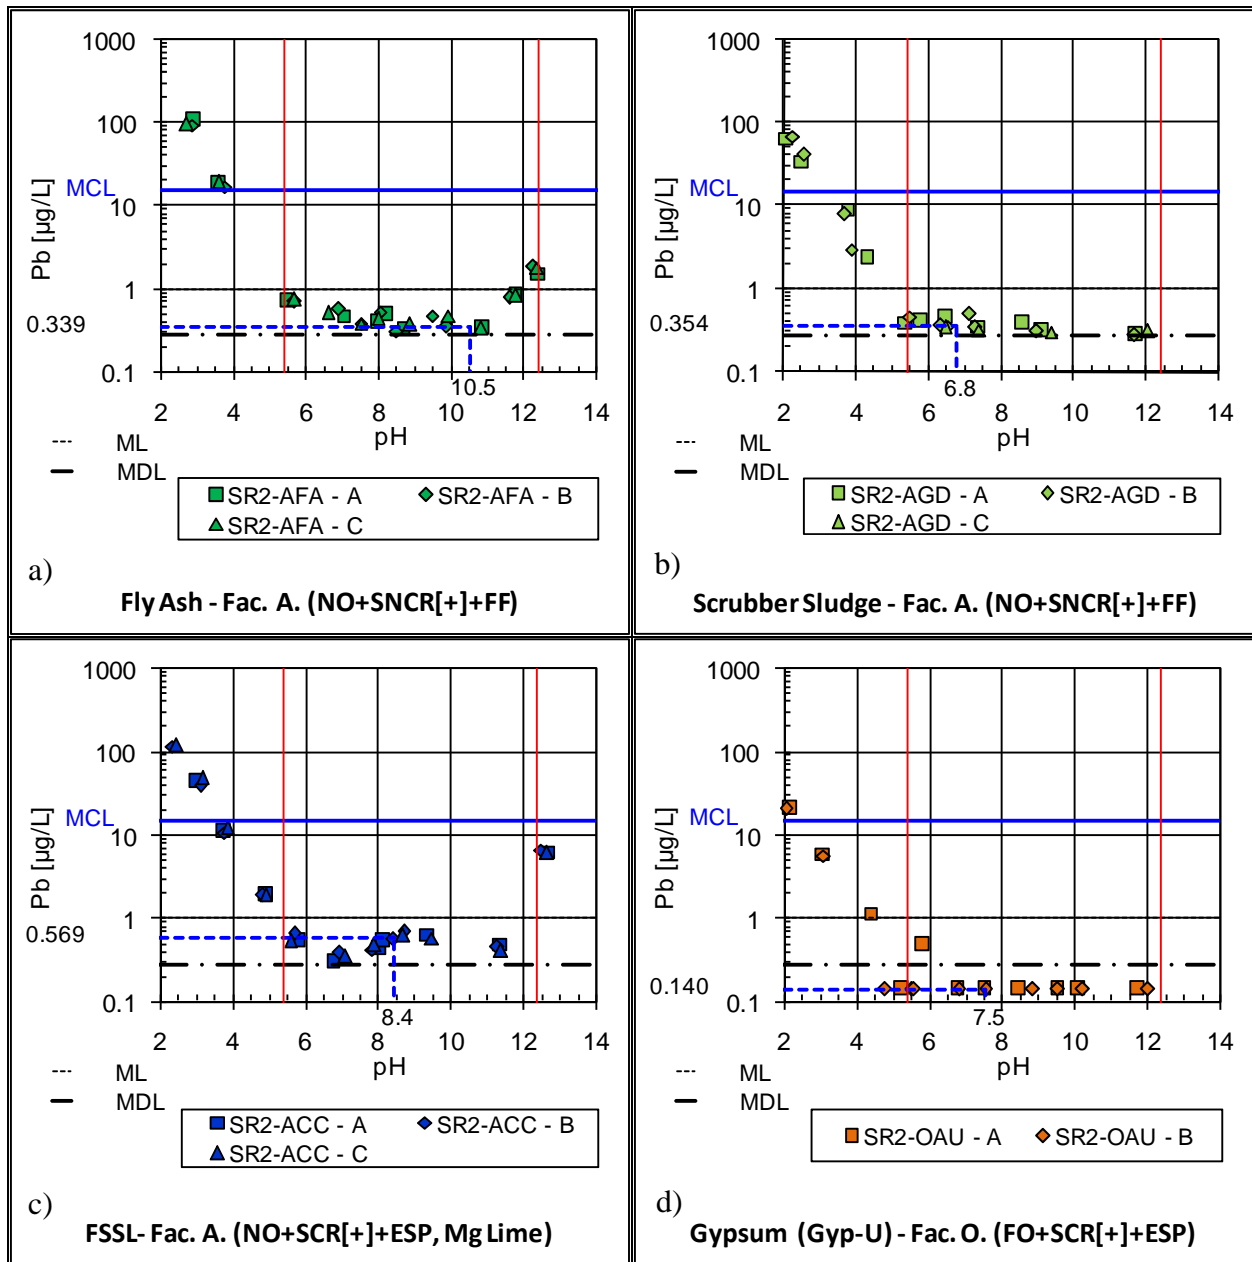 1000
100
10
1
0.1
Pb [µg/L]
MCL
0.339
10.5
2 4 6 8 10 12 14
pH
ML
MDL
SR2-AFA - A SR2-AFA - B
SR2-AFA - C
a)
Fly Ash - Fac. A. (NO+SNCR[+]+FF)
1000
100
10
1
0.1
Pb [µg/L]
MCL
0.354
6.8
2 4 6 8 10 12 14
pH
ML
MDL
SR2-AGD - A SR2-AGD - B
SR2-AGD - C
b)
Scrubber Sludge - Fac. A. (NO+SNCR[+]+FF)
1000
100
10
1
0.1
Pb [µg/L]
MCL
0.569
8.4
2 4 6 8 10 12 14
pH
ML
MDL
SR2-ACC - A SR2-ACC - B
SR2-ACC - C
c)
FSSL- Fac. A. (NO+SCR[+]+ESP, Mg Lime)
1000
100
10
1
0.1
Pb [µg/L]
MCL
0.140
7.5
2 4 6 8 10 12 14
pH
ML
MDL
SR2-OAU - A SR2-OAU - B
d)
Gypsum (Gyp-U) - Fac. O. (FO+SCR[+]+ESP)